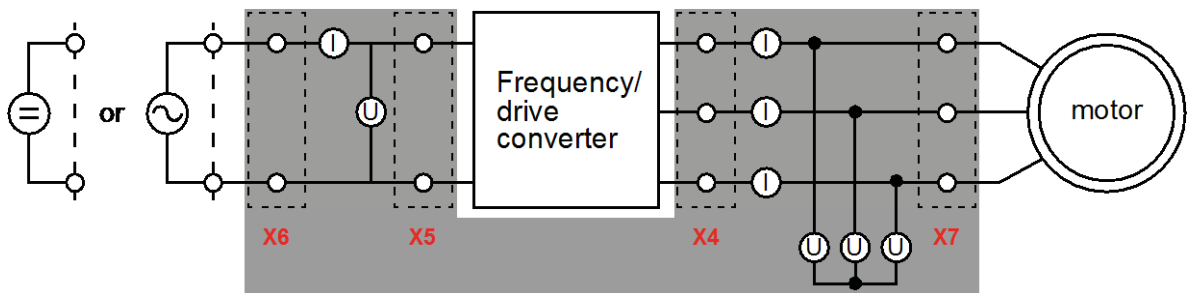 =
or
I
U
Frequency/
drive
converter
I
I
I
U
U
U
motor
X6
X5
X4
X7